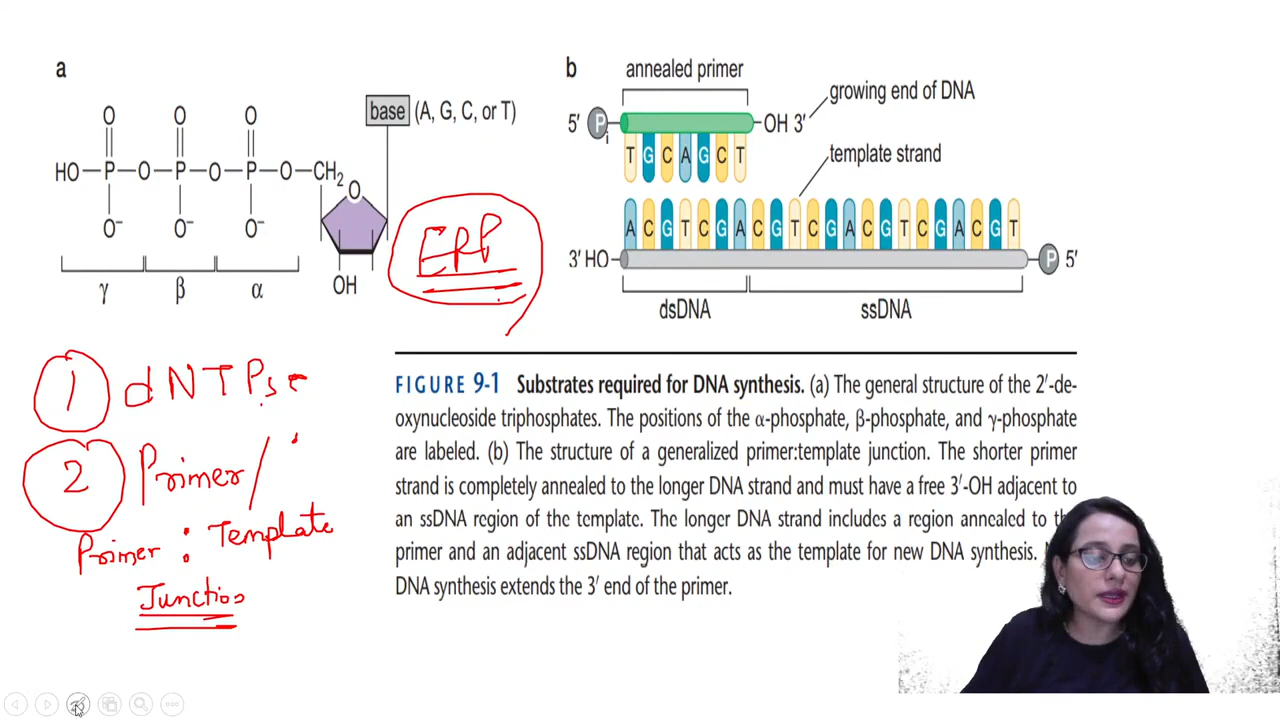 a
b
annealed primer
growing end of DNA
base (A, G, C, or T)
5′ Pi OH 3′
template strand
T G C A G C T
O O O
HO P O P O P O CH2 O
O− O− O−
A C G T C G A C G T C G A C G T C G A C G T
EPP
3′ HO P 5′
γ β α OH
dsDNA ssDNA
1 dNTPs
2 Primer/
Primer : Template
Junction
FIGURE 9-1 Substrates required for DNA synthesis. (a) The general structure of the 2′-de-
oxynucleoside triphosphates. The positions of the α-phosphate, β-phosphate, and γ-phosphate
are labeled. (b) The structure of a generalized primer:template junction. The shorter primer
strand is completely annealed to the longer DNA strand and must have a free 3′-OH adjacent to
an ssDNA region of the template. The longer DNA strand includes a region annealed to
primer and an adjacent ssDNA region that acts as the template for new DNA synthesis.
DNA synthesis extends the 3′ end of the primer.